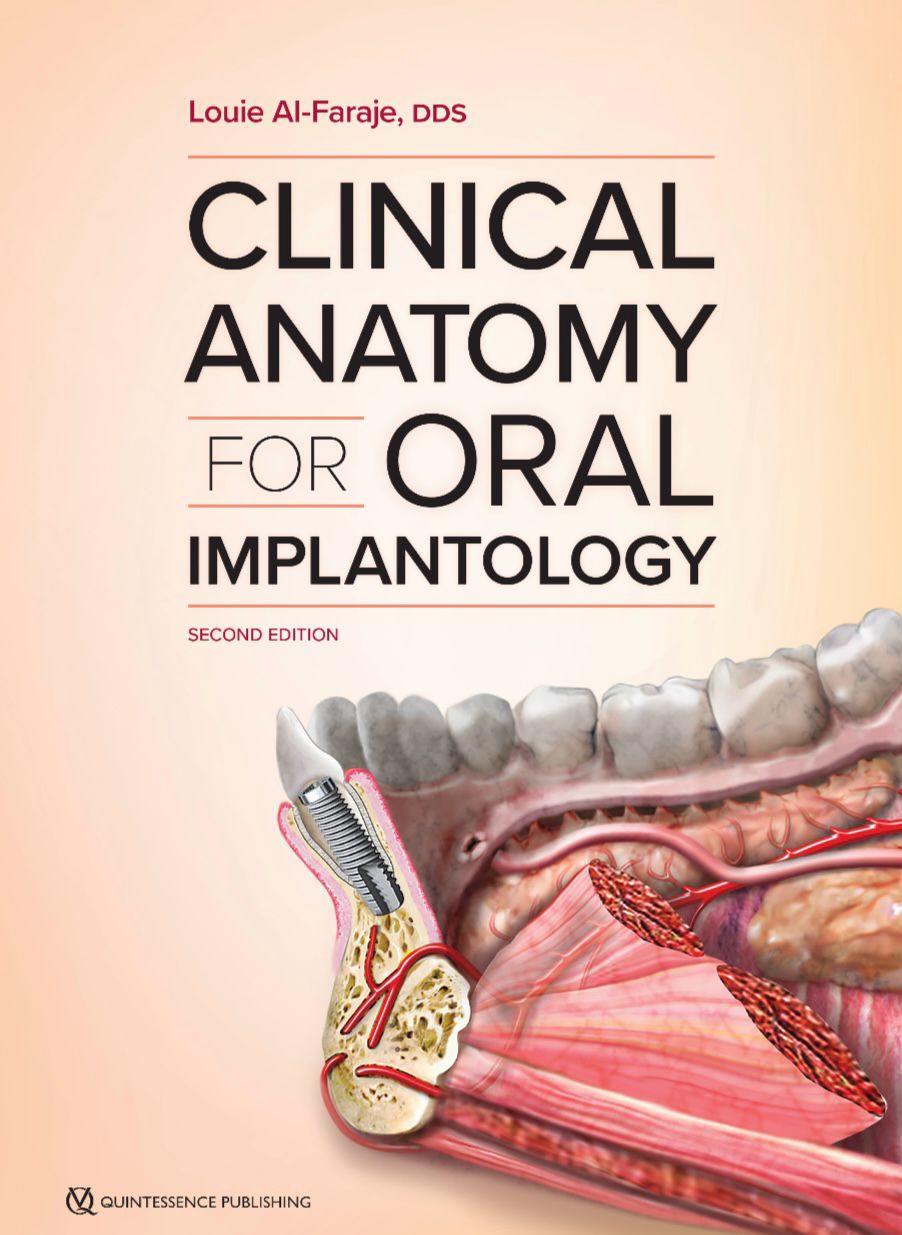 Louie Al-Faraje, DDS
CLINICAL
ANATOMY
FOR ORAL
IMPLANTOLOGY
SECOND EDITION
QUINTESSENCE PUBLISHING